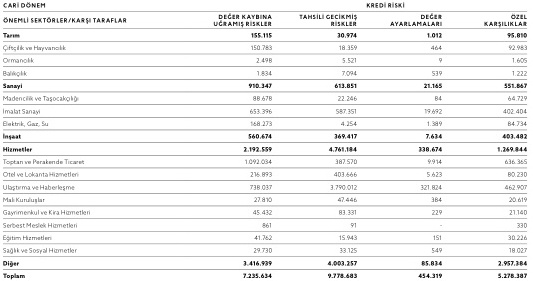 CARİ DÖNEM KREDİ RİSKİ
ÖNEMLİ SEKTÖRLER/KARŞI TARAFLAR DEĞER KAYBINA UĞRAMIŞ RİSKLER TAHSİLİ GECİKMİŞ RİSKLER DEĞER AYARLAMALARI ÖZEL KARŞILIKLAR
Tarım 155.115 30.974 1.012 95.810
Çiftçilik ve Hayvancılık 150.783 18.359 464 92.983
Ormancılık 2.498 5.521 9 1.605
Balıkçılık 1.834 7.094 539 1.222
Sanayi 910.347 613.851 21.165 551.867
Madencilik ve Taşocakçılığı 88.678 22.246 84 64.729
İmalat Sanayi 653.396 587.351 19.692 402.404
Elektrik, Gaz, Su 168.273 4.254 1.389 84.734
İnşaat 560.674 369.417 7.634 403.482
Hizmetler 2.192.559 4.761.184 338.674 1.269.844
Toptan ve Perakende Ticaret 1.092.034 387.570 9.914 636.365
Otel ve Lokanta Hizmetleri 216.893 403.666 5.623 80.230
Ulaştırma ve Haberleşme 738.037 3.790.012 321.824 462.907
Mali Kuruluşlar 27.810 47.446 384 20.619
Gayrimenkul ve Kira Hizmetleri 45.432 83.331 229 21.140
Serbest Meslek Hizmetleri 861 91 - 330
Eğitim Hizmetleri 41.762 15.943 151 30.226
Sağlık ve Sosyal Hizmetler 29.730 33.125 549 18.027
Diğer 3.416.939 4.003.257 85.834 2.957.384
Toplam 7.235.634 9.778.683 454.319 5.278.387